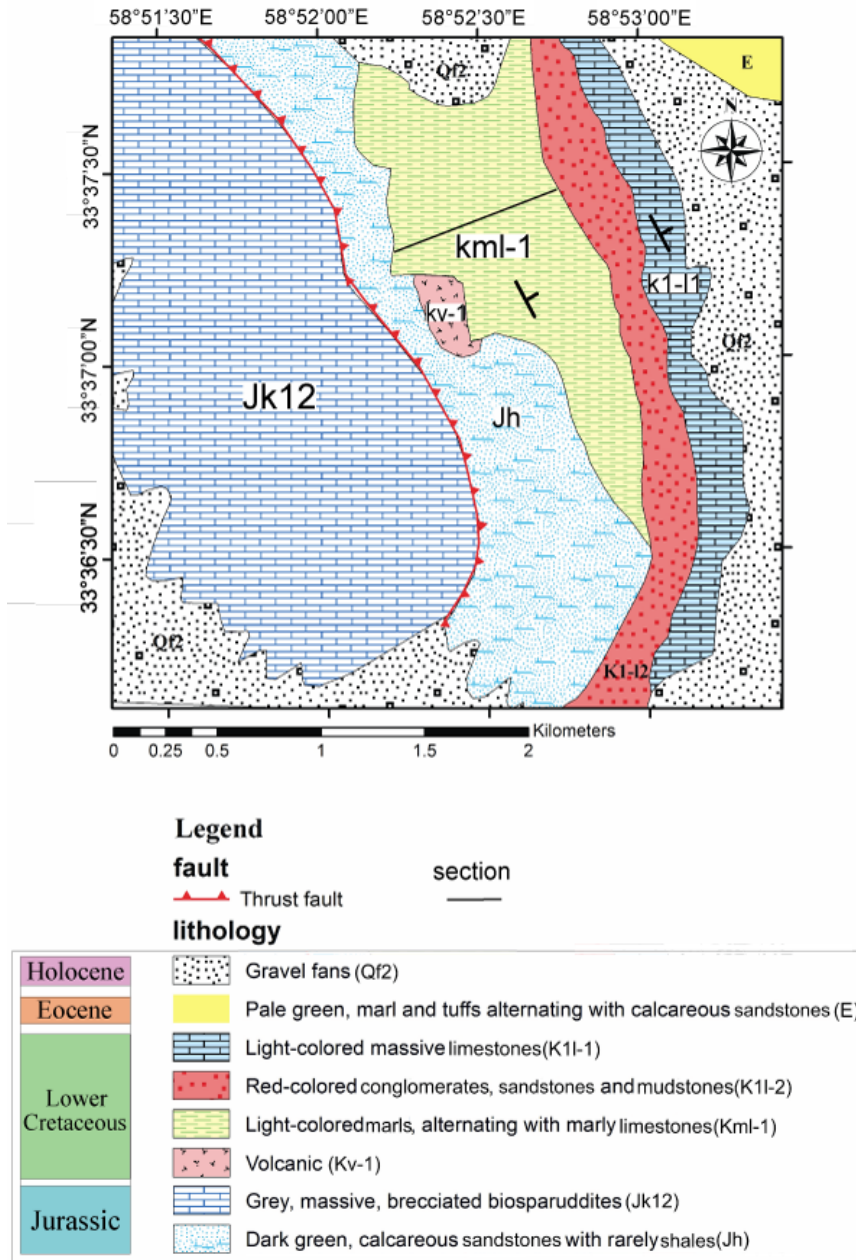 58°51'30"E 58°52'00"E 58°52'30"E 58°53'00"E
Qf2
E
N
33°37'30"N
kml-1
k1-l1
kv-1
Qf2
33°37'00"N
Jk12
Jh
33°36'30"N
Qf2
K1-l2
Kilometers
0 0.25 0.5 1 1.5 2
Legend
fault section
Thrust fault
lithology
Holocene Gravel fans (Qf2)
Eocene Pale green, marl and tuffs alternating with calcareous sandstones (E)
Light-colored massive limestones(K1l-1)
Lower Red-colored conglomerates, sandstones and mudstones(K1l-2)
Cretaceous Light-colored marls, alternating with marly limestones(Kml-1)
Volcanic (Kv-1)
Jurassic Grey, massive, brecciated biosparuddites (Jk12)
Dark green, calcareous sandstones with rarely shales(Jh)